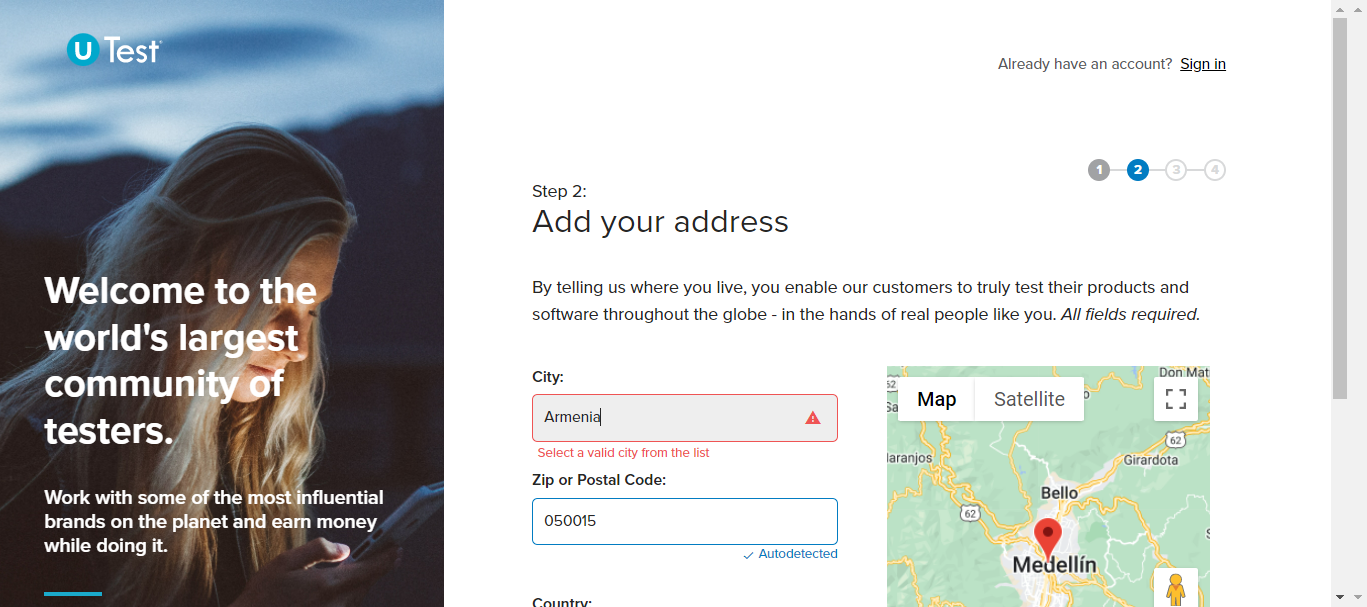 U Test
Already have an account? Sign in
1 2 3 4
Step 2:
Add your address
Welcome to the
world's largest
community of
testers.
Work with some of the most influential
brands on the planet and earn money
while doing it.
By telling us where you live, you enable our customers to truly test their products and
software throughout the globe - in the hands of real people like you. All fields required.
City:
Armenia
Select a valid city from the list
Zip or Postal Code:
050015
Autodetected
Country:
Map Satellite
Don Mat
62
62
aranjos
Girardota
Bello
62
Medellín